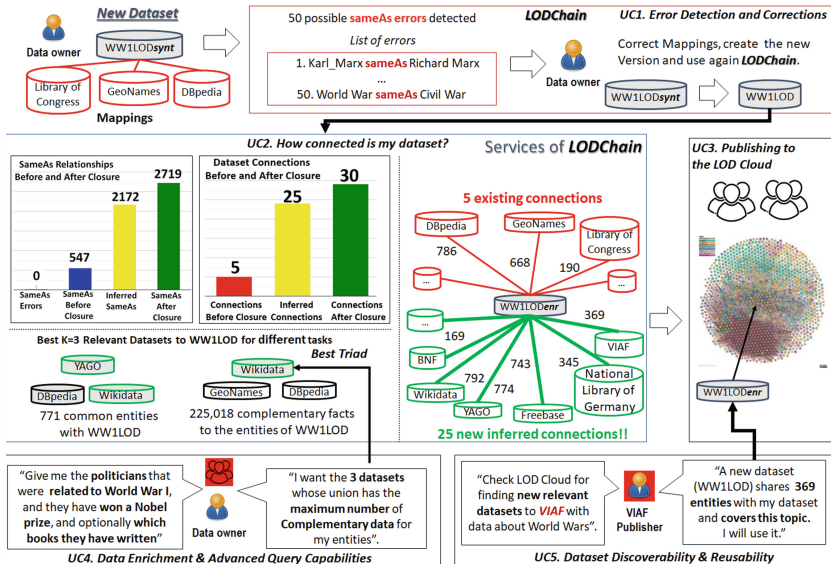 New Dataset
Data owner
WW1LODsynt
Library of
Congress
GeoNames
DBpedia
Mappings
50 possible sameAs errors detected
LODChain
List of errors
1. Karl_Marx sameAs Richard Marx
...
50. World War sameAs Civil War
UC1. Error Detection and Corrections
Correct Mappings, create the new
Version and use again LODChain.
Data owner
WW1LODsynt
WW1LOD
UC2. How connected is my dataset?
Services of LODChain
SameAs Relationships
Before and After Closure
2719
2172
547
0
SameAs
Errors
SameAs
Before
Closure
Inferred
SameAs
SameAs
After
Closure
Dataset Connections
Before and After Closure
30
25
5
Connections
Before Closure
Inferred
Connections
Connections
After Closure
5 existing connections
DBpedia
GeoNames
Library of
Congress
786
668
190
...
...
WW1LODenr
...
169
369
BNF
VIAF
743
345
792
774
Wikidata
YAGO
Freebase
National
Library of
Germany
25 new inferred connections!!
Best K=3 Relevant Datasets to WW1LOD for different tasks
YAGO
DBpedia
Wikidata
771 common entities
with WW1LOD
Best Triad
Wikidata
GeoNames
DBpedia
225,018 complementary facts
to the entities of WW1LOD
UC3. Publishing to
the LOD Cloud
WW1LODenr
"Give me the politicians that
were related to World War I,
and they have won a Nobel
prize, and optionally which
books they have written"
Data owner
"I want the 3 datasets
whose union has the
maximum number of
Complementary data for
my entities".
UC4. Data Enrichment & Advanced Query Capabilities
"Check LOD Cloud for
finding new relevant
datasets to VIAF with
data about World Wars".
VIAF
Publisher
"A new dataset
(WW1LOD) shares 369
entities with my dataset
and covers this topic.
I will use it."
UC5. Dataset Discoverability & Reusability